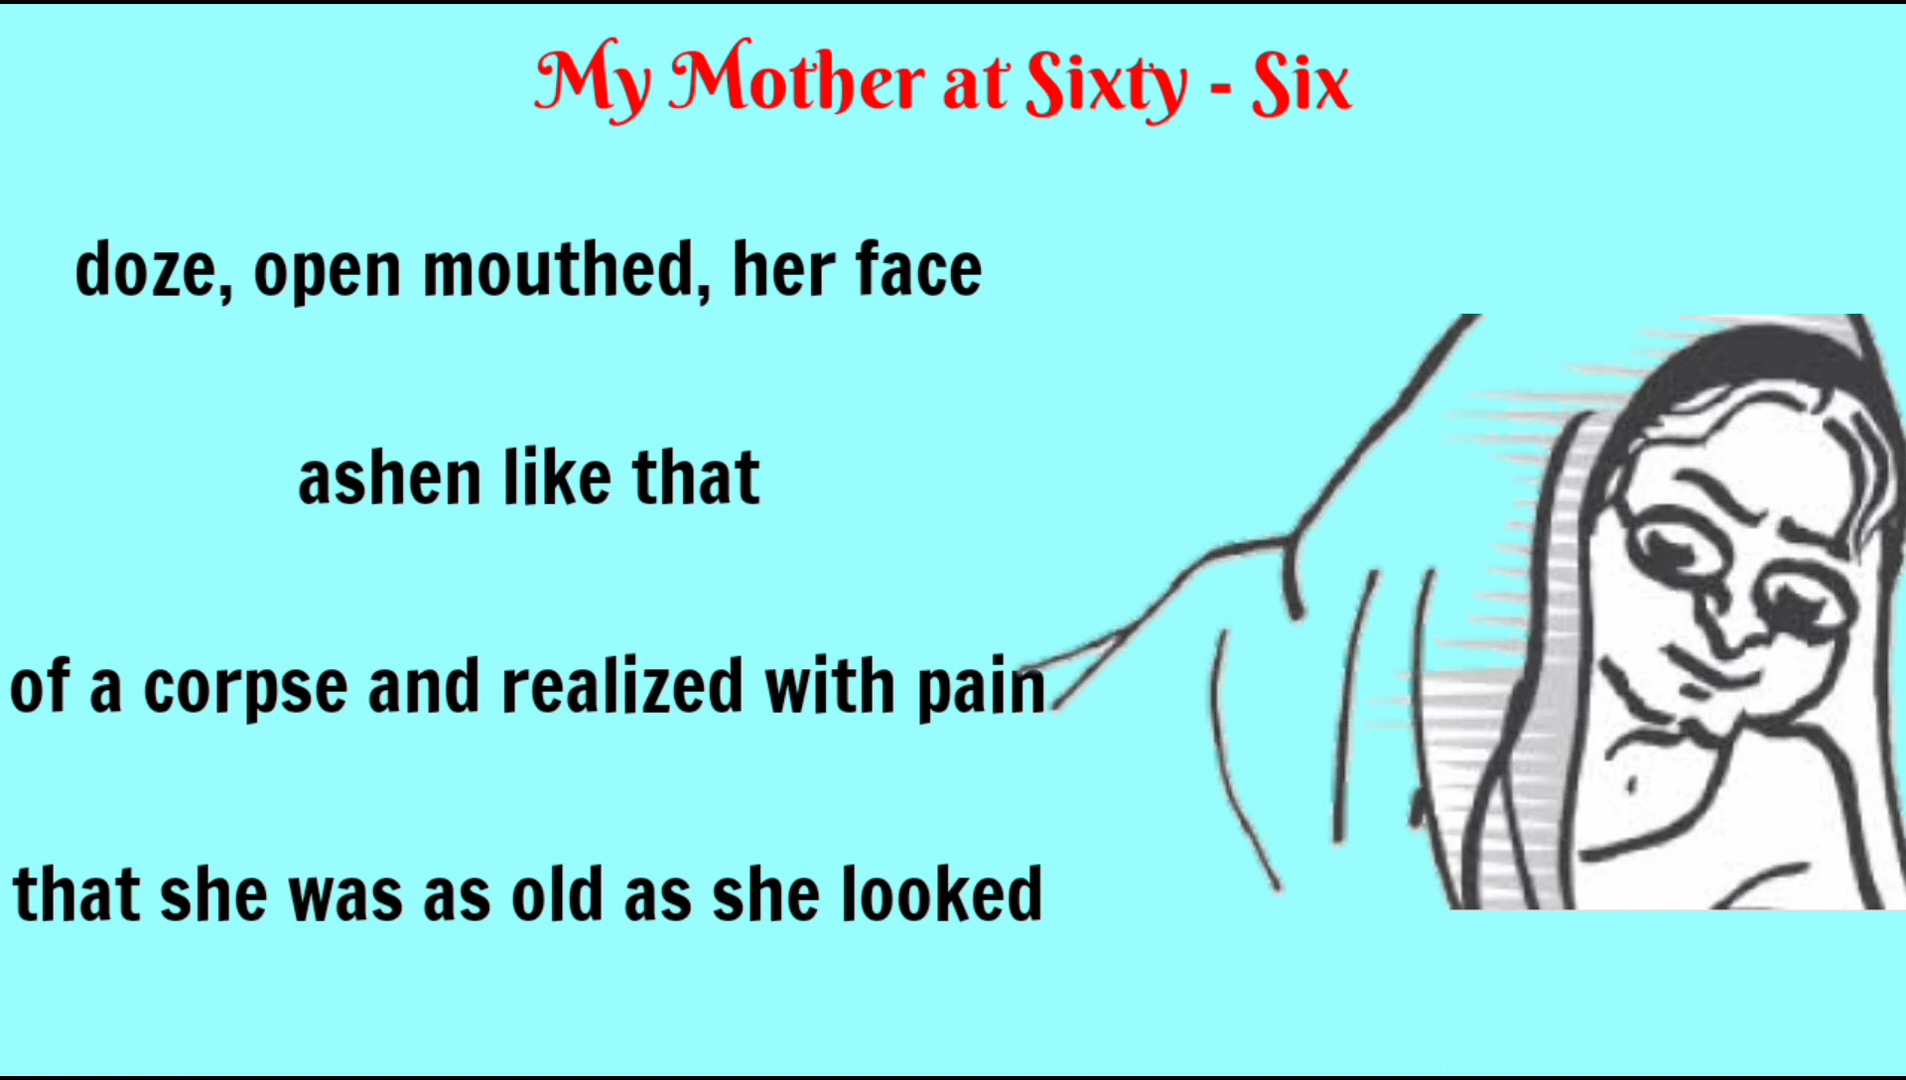 My Mother at Sixty - Six
doze, open mouthed, her face
ashen like that
of a corpse and realized with pain
that she was as old as she looked